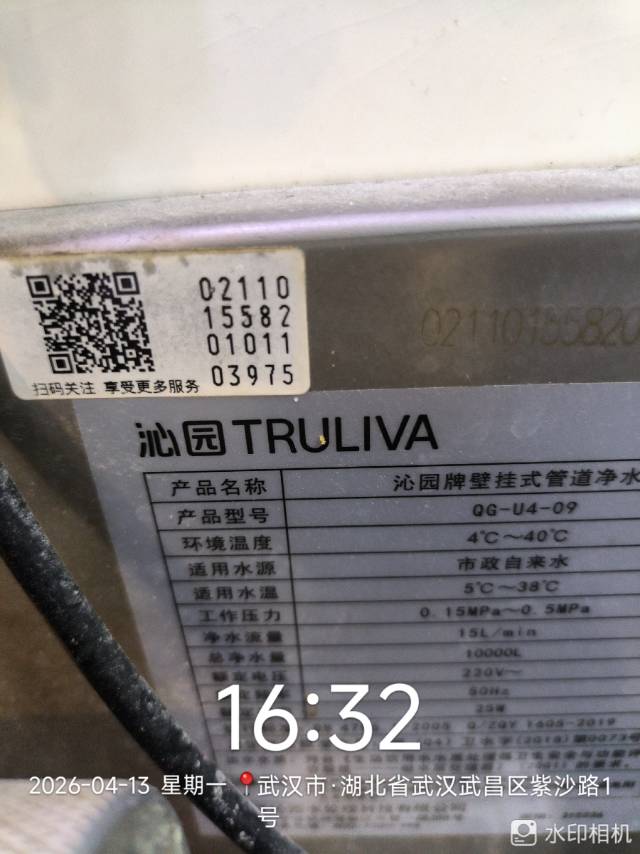 02110
15582
01011
03975
扫码关注 享受更多服务
02110155820
沁园 TRULIVA
产品名称 沁园牌壁挂式管道净水
产品型号 QG-U4-09
环境温度 4℃~40℃
适用水源 市政自来水
适用水温 5℃~38℃
工作压力 0.15MPa~0.5MPa
净水流量 15L/min
总净水量 10000L
额定电压 220V~
50Hz
25W
Q/ZQY 1605-2019
16:32
2026-04-13 星期一 武汉市·湖北省武汉武昌区紫沙路1
号
水印相机